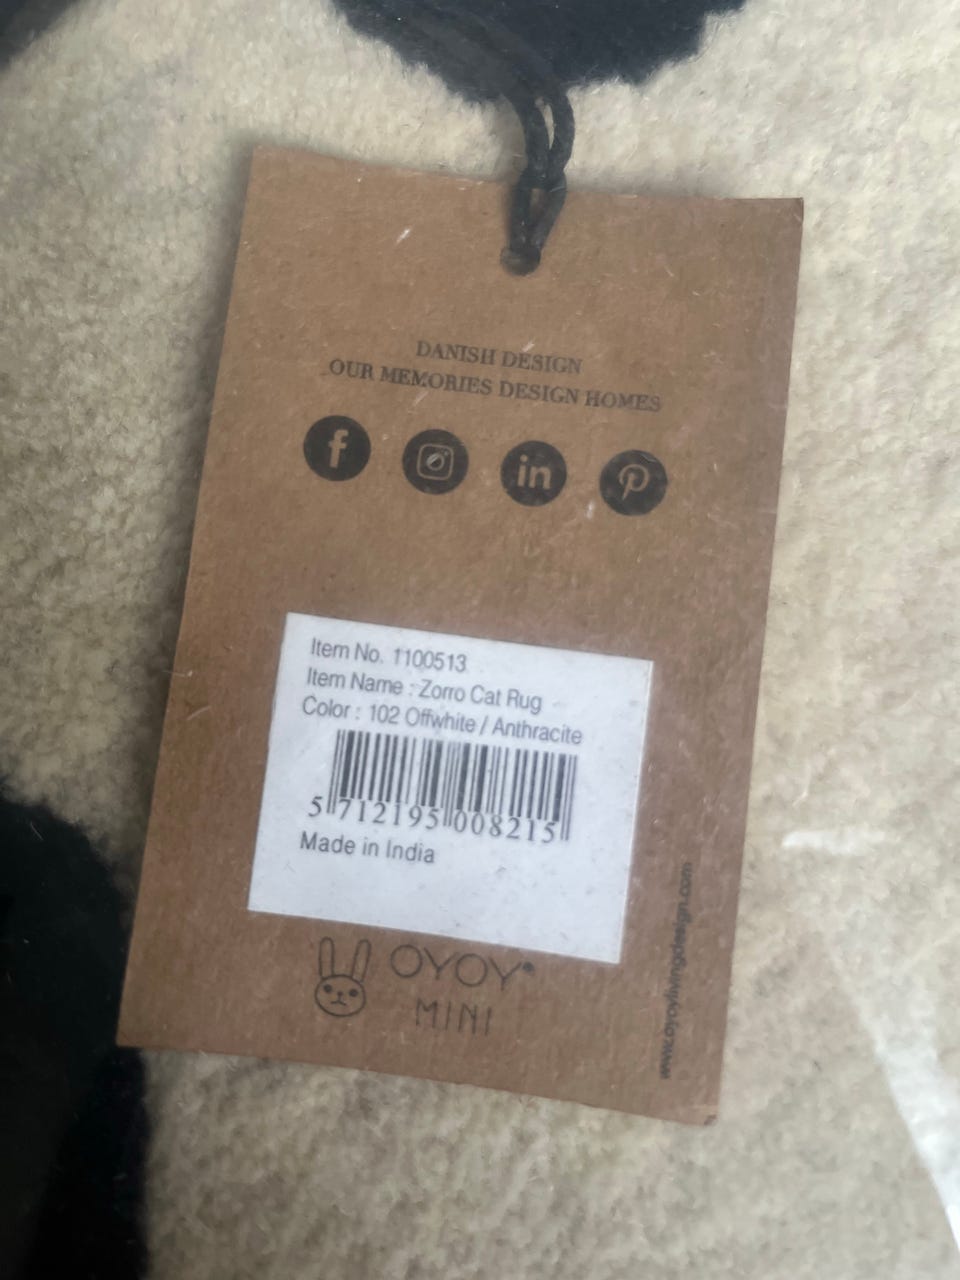 DANISH DESIGN
OUR MEMORIES DESIGN HOMES
f
in
Item No. 1100513
Item Name : Zorro Cat Rug
Color : 102 Offwhite / Anthracite
5 712195 008215
Made in India
OYOY®
MINI
www.oyoylivingdesign.com